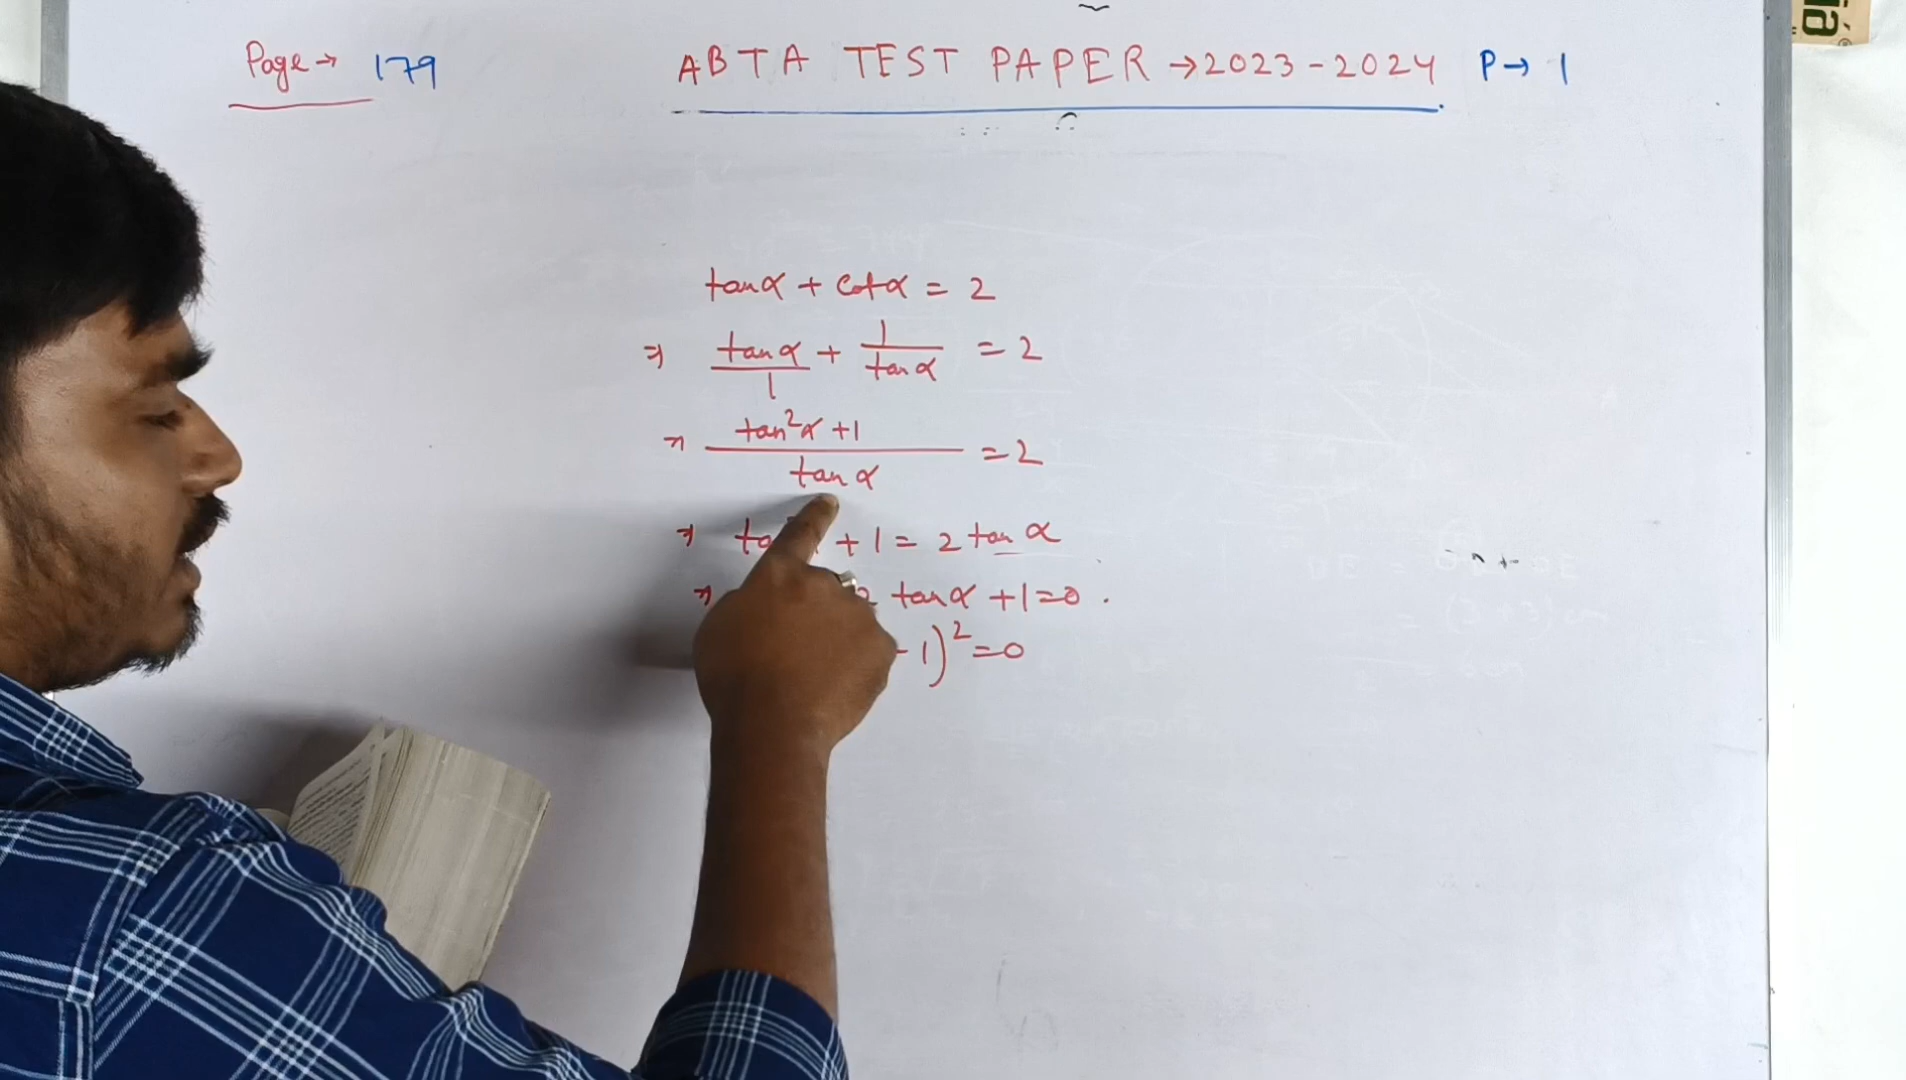 Page → 179
ABTA TEST PAPER → 2023-2024 P → 1
tanα + cotα = 2
⇒ tanα/1 + 1/tanα = 2
⇒ (tan²α + 1)/tanα = 2
⇒ + 1 = 2 tanα
⇒ tanα + 1 = 0 .
- 1)² = 0